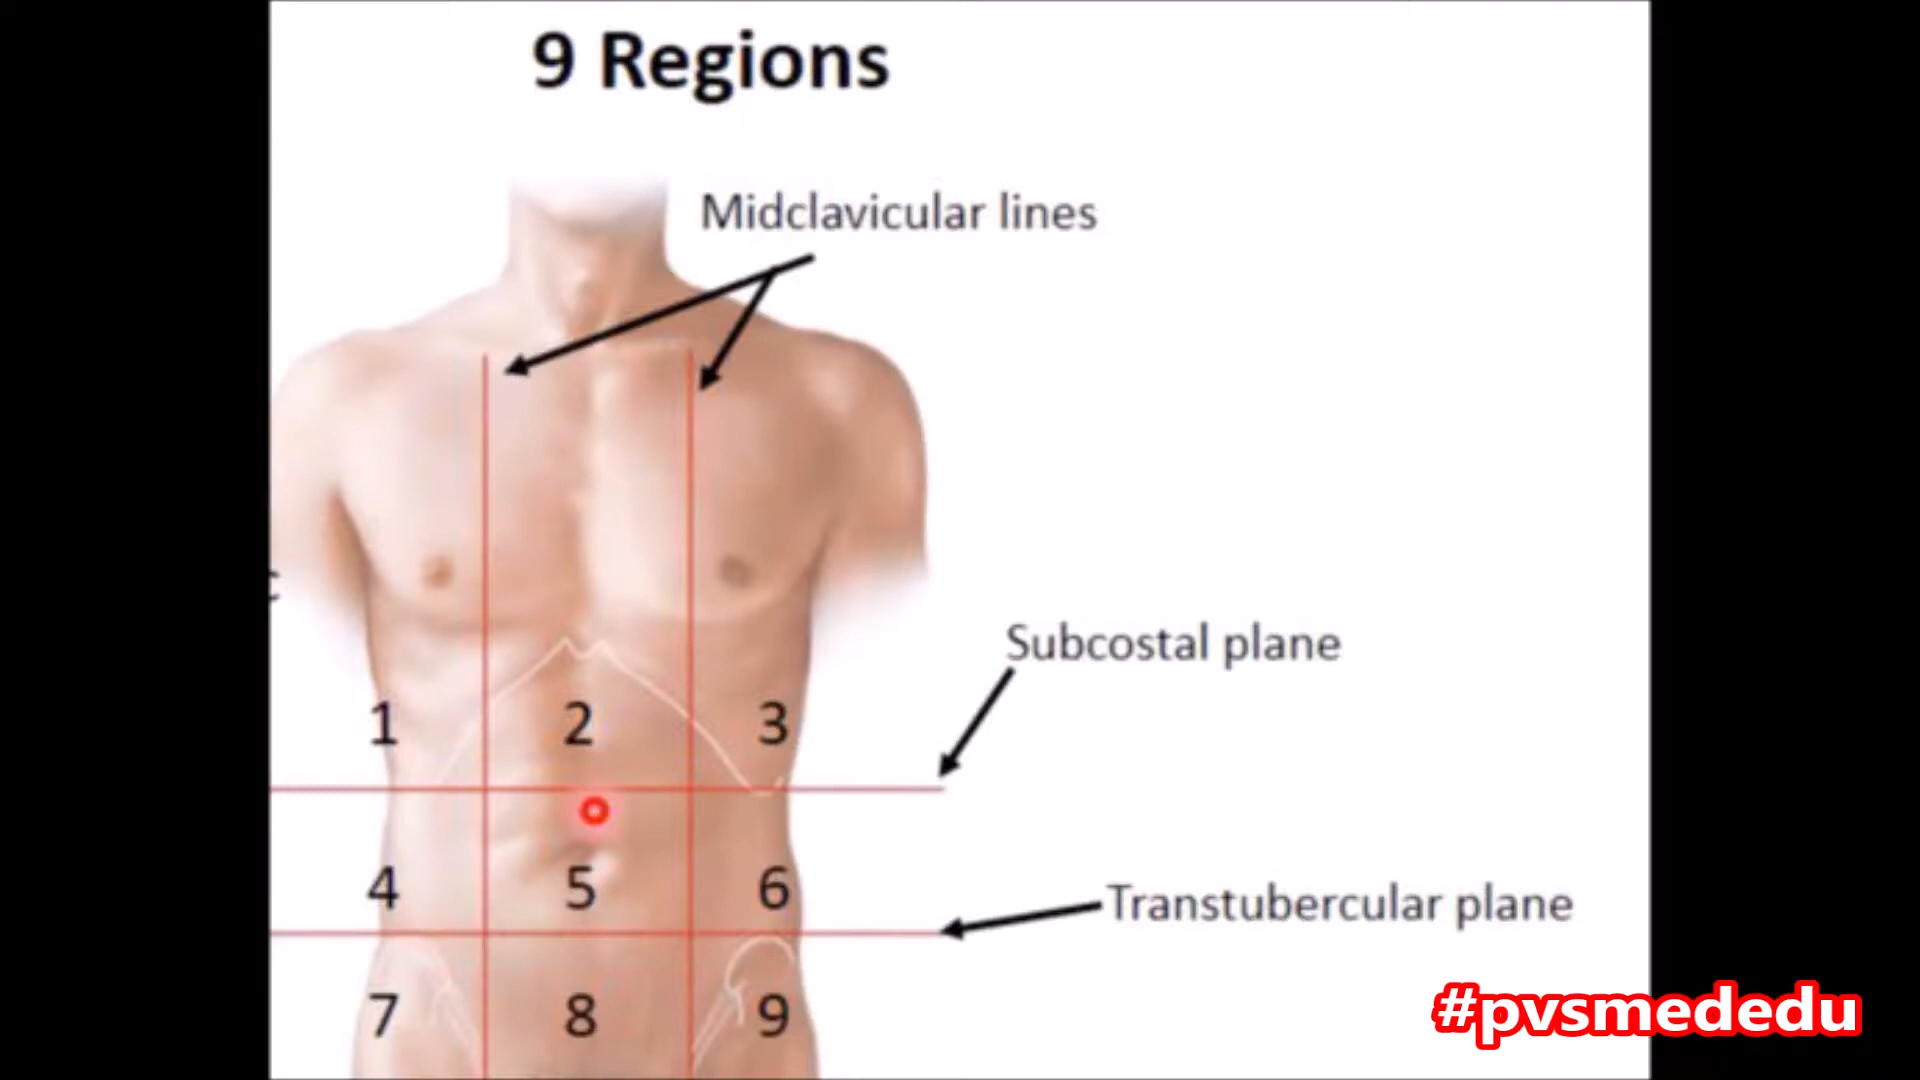 9 Regions
Midclavicular lines
Subcostal plane
1 2 3
4 5 6
Transtubercular plane
7 8 9
#pvsmededu